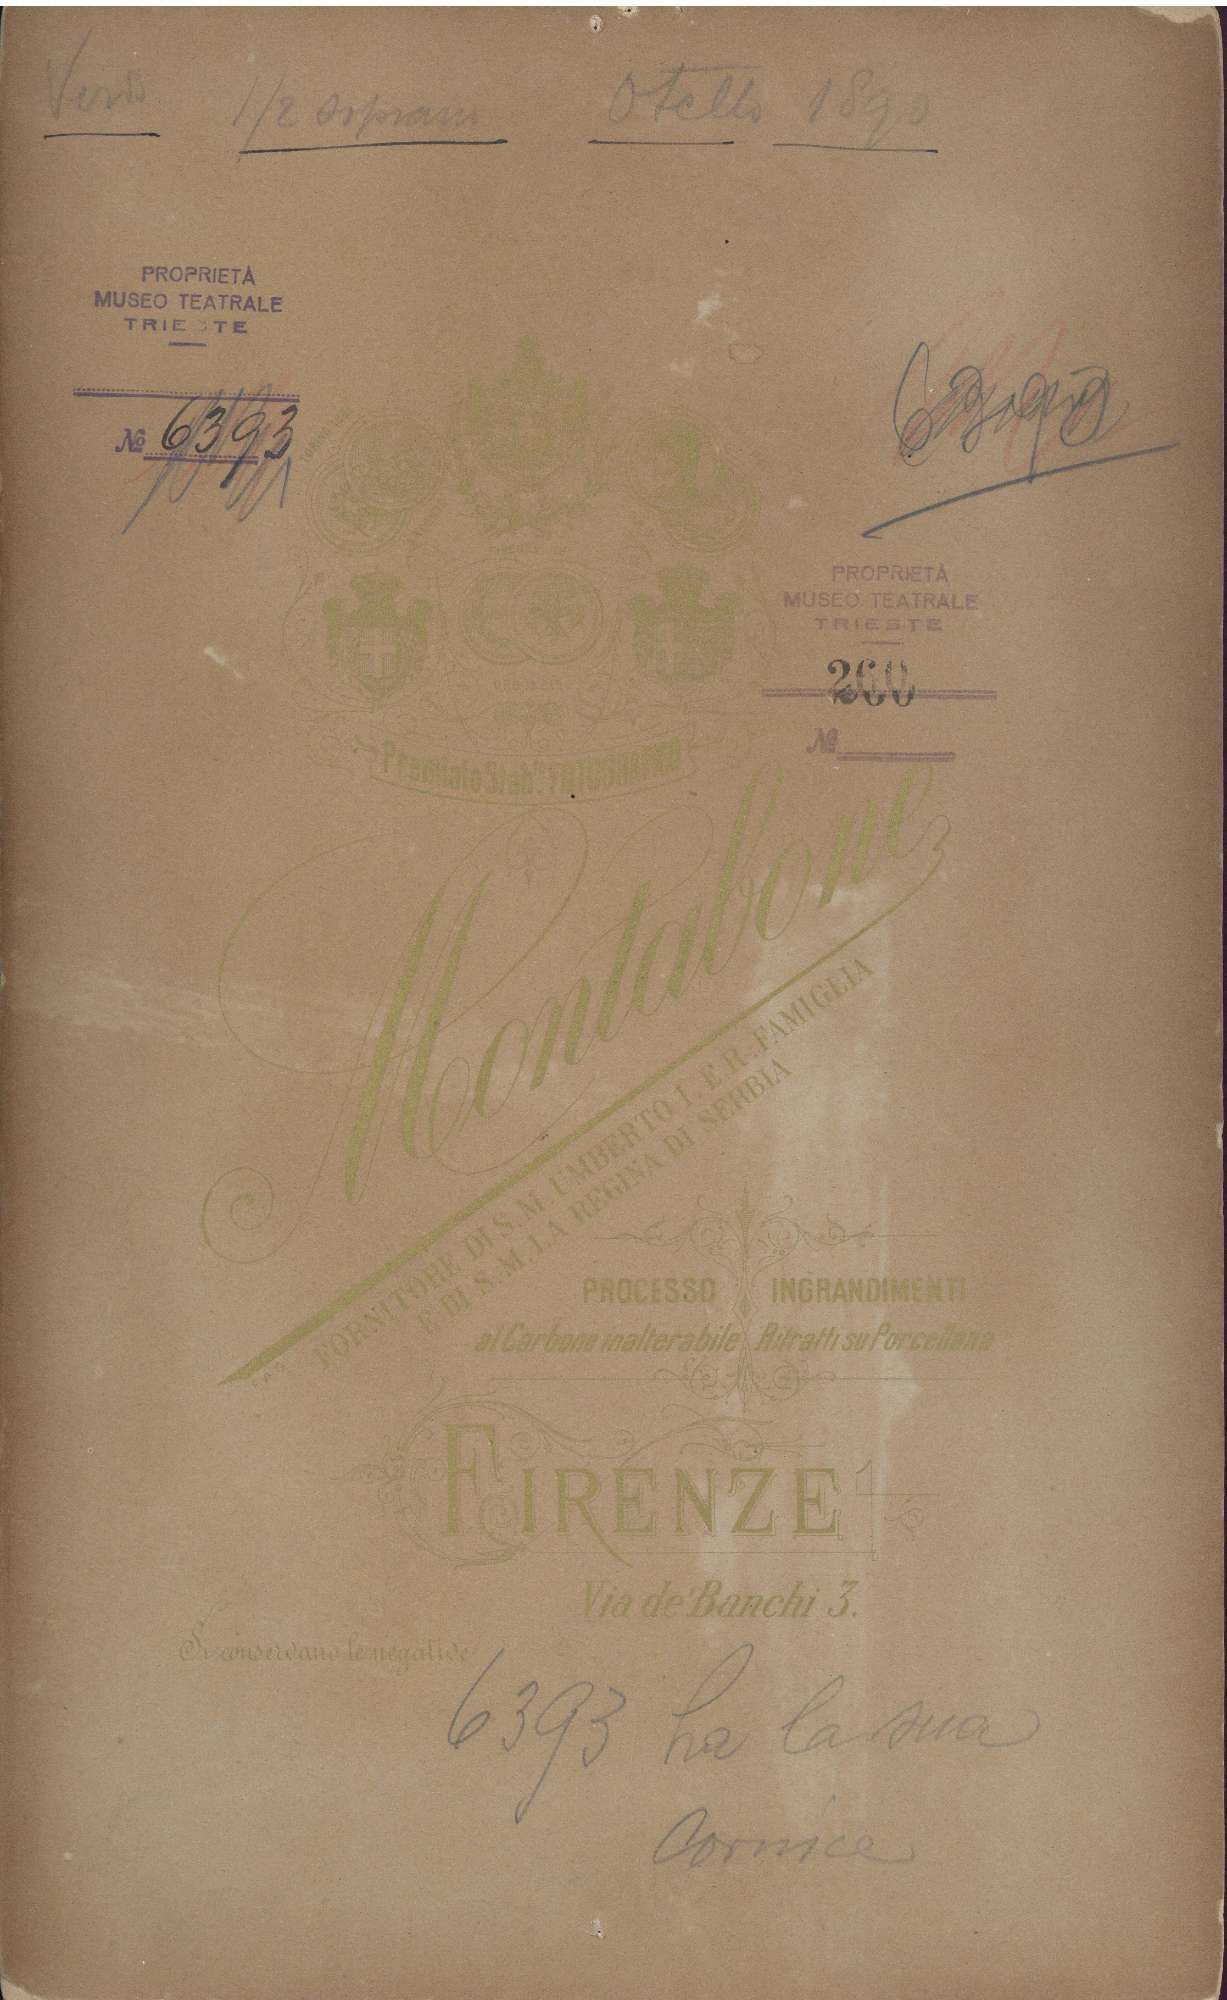 Verdi 1/2 soprano Otello 1890
PROPRIETÀ
MUSEO TEATRALE
TRIESTE
№ 6393
PROPRIETÀ
MUSEO TEATRALE
TRIESTE
260
№
Premiato Stab.º FOTOGRAFICO
Montabone
FORNITORE DI S.M. UMBERTO I. E.R. FAMIGLIA
E DI S.M. LA REGINA DI SERBIA
PROCESSO INGRANDIMENTI
al Carbone inalterabile Ritratti su Porcellana
FIRENZE
Via de' Banchi 3.
Si conservano le negative
6393 ha la sua
cornice